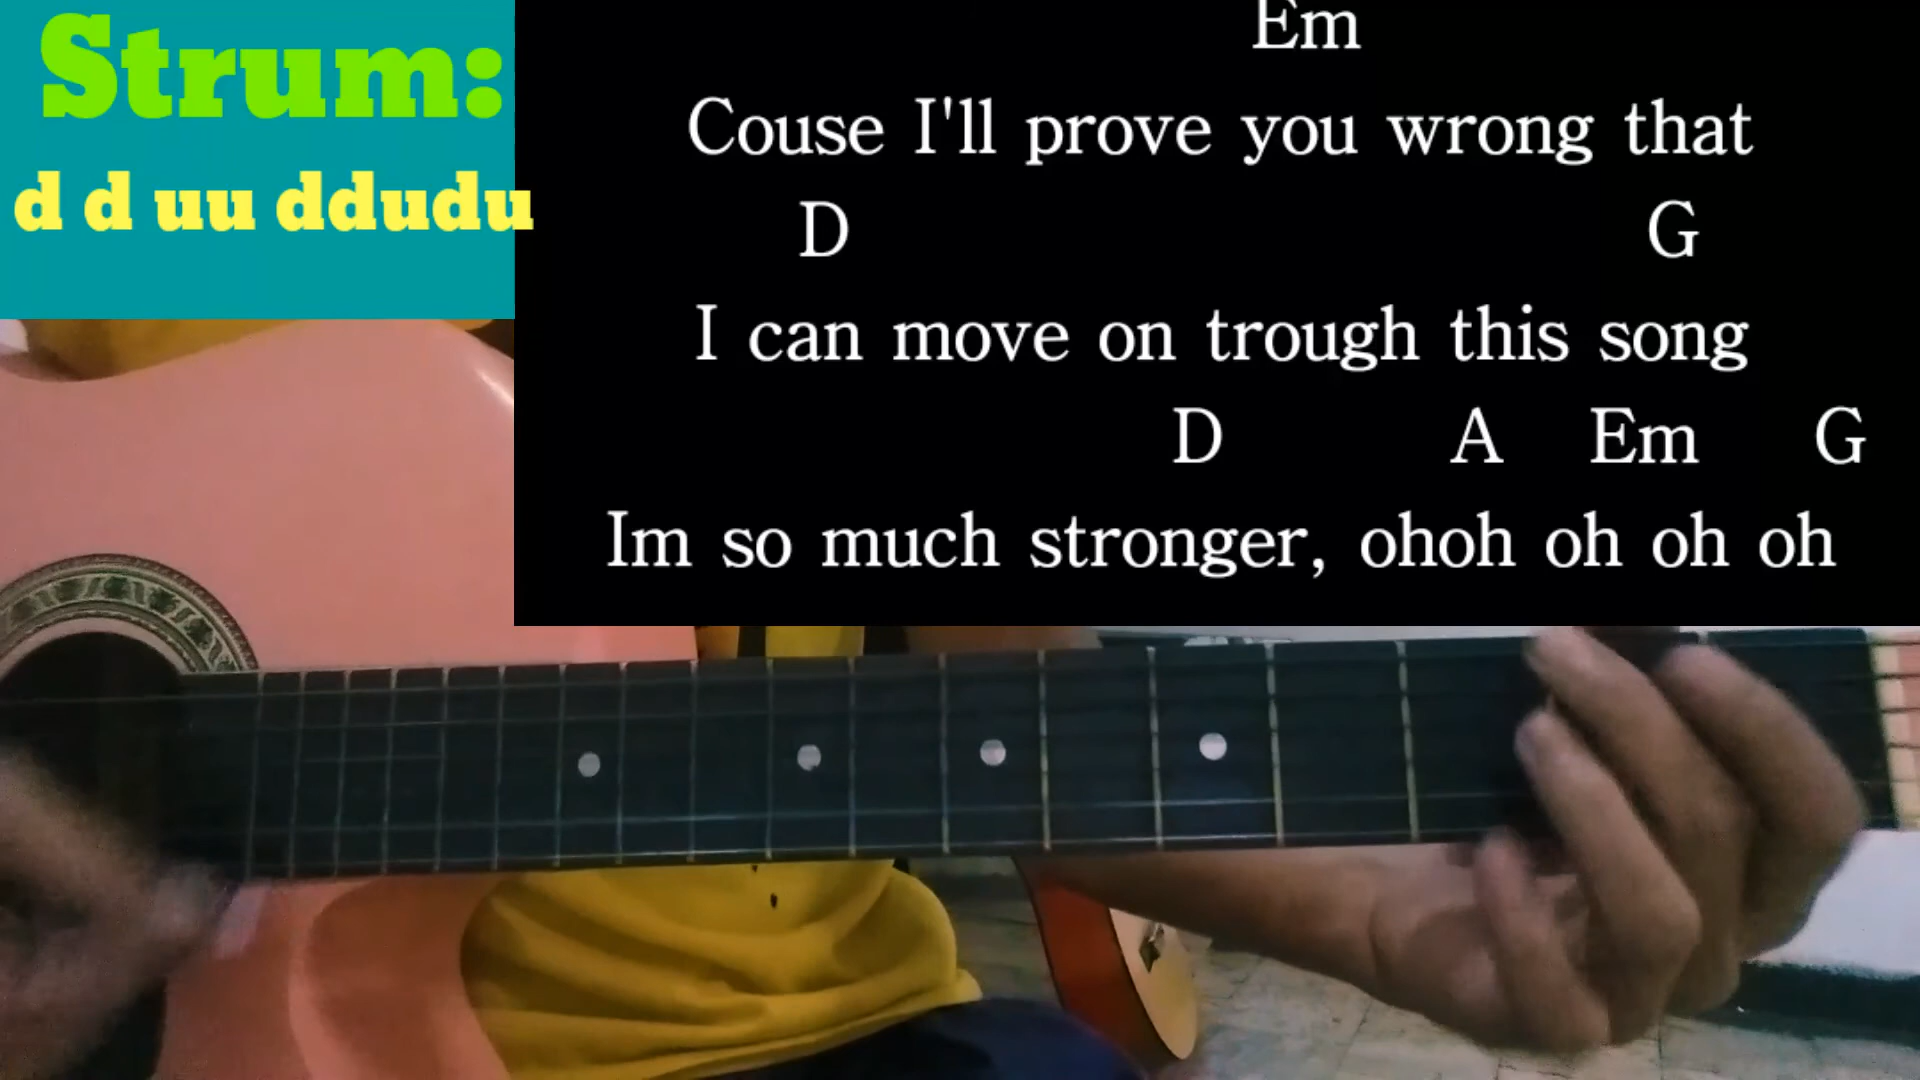 Strum:
d d uu ddudu
Em
Couse I'll prove you wrong that
D G
I can move on trough this song
D A Em G
Im so much stronger, ohoh oh oh oh